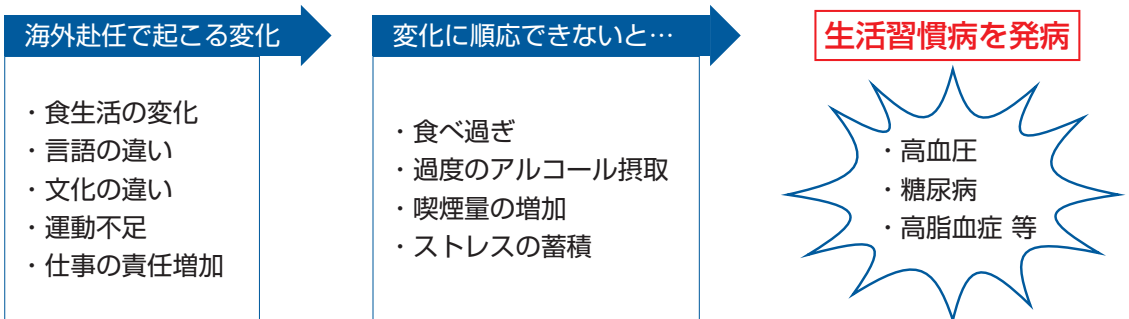 海外赴任で起こる変化
・食生活の変化
・言語の違い
・文化の違い
・運動不足
・仕事の責任増加
変化に順応できないと…
・食べ過ぎ
・過度のアルコール摂取
・喫煙量の増加
・ストレスの蓄積
生活習慣病を発病
・高血圧
・糖尿病
・高脂血症 等